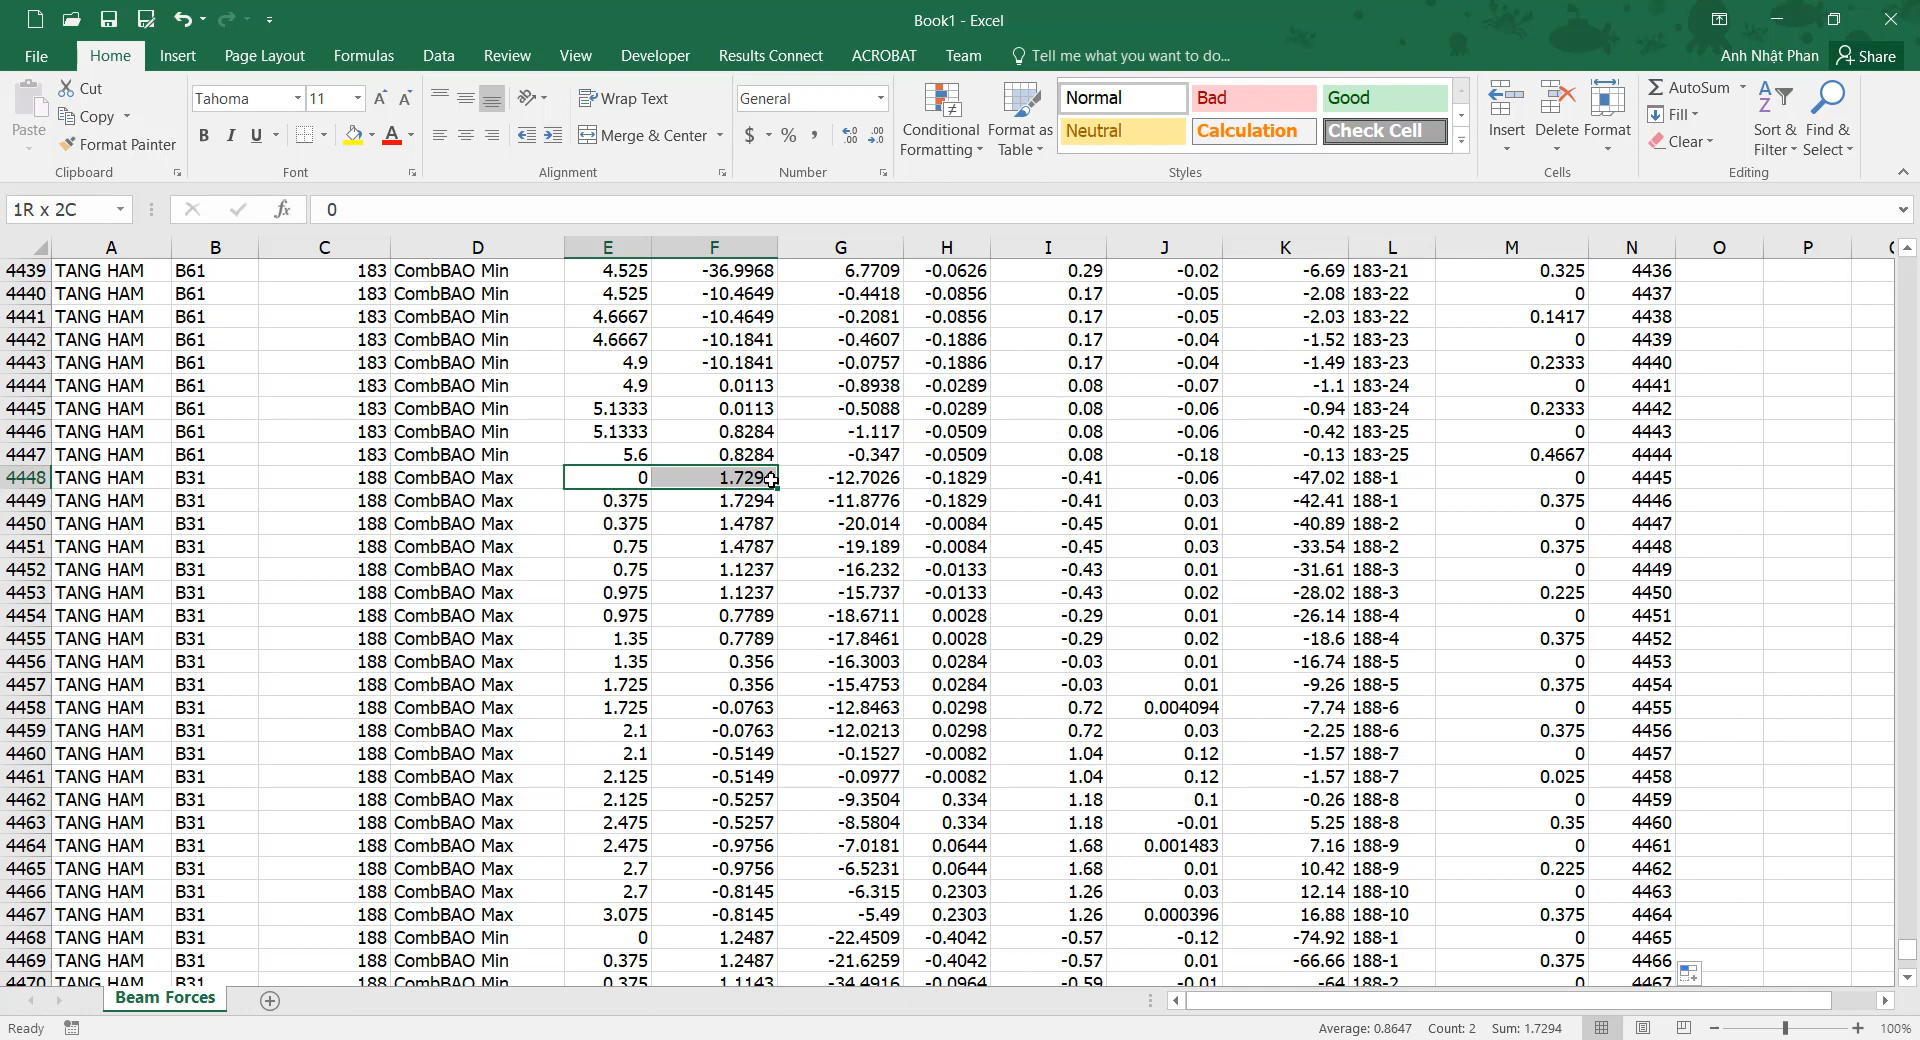 Book1 - Excel
File Home Insert Page Layout Formulas Data Review View Developer Results Connect ACROBAT Team Tell me what you want to do... Anh Nhật Phan Share
Paste
Cut
Copy
Format Painter
Clipboard
Tahoma 11
A A
B I U
A
Font
Wrap Text
Merge & Center
Alignment
General
$ % ,
Number
Conditional Formatting
Format as Table
Normal Bad Good
Neutral Calculation Check Cell
Styles
Insert Delete Format
Cells
AutoSum
Fill
Clear
Sort & Filter
Find & Select
Editing
1R x 2C fx 0
A B C D E F G H I J K L M N O P
4439 TANG HAM B61 183 CombBAO Min 4.525 -36.9968 6.7709 -0.0626 0.29 -0.02 -6.69 183-21 0.325 4436
4440 TANG HAM B61 183 CombBAO Min 4.525 -10.4649 -0.4418 -0.0856 0.17 -0.05 -2.08 183-22 0 4437
4441 TANG HAM B61 183 CombBAO Min 4.6667 -10.4649 -0.2081 -0.0856 0.17 -0.05 -2.03 183-22 0.1417 4438
4442 TANG HAM B61 183 CombBAO Min 4.6667 -10.1841 -0.4607 -0.1886 0.17 -0.04 -1.52 183-23 0 4439
4443 TANG HAM B61 183 CombBAO Min 4.9 -10.1841 -0.0757 -0.1886 0.17 -0.04 -1.49 183-23 0.2333 4440
4444 TANG HAM B61 183 CombBAO Min 4.9 0.0113 -0.8938 -0.0289 0.08 -0.07 -1.1 183-24 0 4441
4445 TANG HAM B61 183 CombBAO Min 5.1333 0.0113 -0.5088 -0.0289 0.08 -0.06 -0.94 183-24 0.2333 4442
4446 TANG HAM B61 183 CombBAO Min 5.1333 0.8284 -1.117 -0.0509 0.08 -0.06 -0.42 183-25 0 4443
4447 TANG HAM B61 183 CombBAO Min 5.6 0.8284 -0.347 -0.0509 0.08 -0.18 -0.13 183-25 0.4667 4444
4448 TANG HAM B31 188 CombBAO Max 0 1.7294 -12.7026 -0.1829 -0.41 -0.06 -47.02 188-1 0 4445
4449 TANG HAM B31 188 CombBAO Max 0.375 1.7294 -11.8776 -0.1829 -0.41 0.03 -42.41 188-1 0.375 4446
4450 TANG HAM B31 188 CombBAO Max 0.375 1.4787 -20.014 -0.0084 -0.45 0.01 -40.89 188-2 0 4447
4451 TANG HAM B31 188 CombBAO Max 0.75 1.4787 -19.189 -0.0084 -0.45 0.03 -33.54 188-2 0.375 4448
4452 TANG HAM B31 188 CombBAO Max 0.75 1.1237 -16.232 -0.0133 -0.43 0.01 -31.61 188-3 0 4449
4453 TANG HAM B31 188 CombBAO Max 0.975 1.1237 -15.737 -0.0133 -0.43 0.02 -28.02 188-3 0.225 4450
4454 TANG HAM B31 188 CombBAO Max 0.975 0.7789 -18.6711 0.0028 -0.29 0.01 -26.14 188-4 0 4451
4455 TANG HAM B31 188 CombBAO Max 1.35 0.7789 -17.8461 0.0028 -0.29 0.02 -18.6 188-4 0.375 4452
4456 TANG HAM B31 188 CombBAO Max 1.35 0.356 -16.3003 0.0284 -0.03 0.01 -16.74 188-5 0 4453
4457 TANG HAM B31 188 CombBAO Max 1.725 0.356 -15.4753 0.0284 -0.03 0.01 -9.26 188-5 0.375 4454
4458 TANG HAM B31 188 CombBAO Max 1.725 -0.0763 -12.8463 0.0298 0.72 0.004094 -7.74 188-6 0 4455
4459 TANG HAM B31 188 CombBAO Max 2.1 -0.0763 -12.0213 0.0298 0.72 0.03 -2.25 188-6 0.375 4456
4460 TANG HAM B31 188 CombBAO Max 2.1 -0.5149 -0.1527 -0.0082 1.04 0.12 -1.57 188-7 0 4457
4461 TANG HAM B31 188 CombBAO Max 2.125 -0.5149 -0.0977 -0.0082 1.04 0.12 -1.57 188-7 0.025 4458
4462 TANG HAM B31 188 CombBAO Max 2.125 -0.5257 -9.3504 0.334 1.18 0.1 -0.26 188-8 0 4459
4463 TANG HAM B31 188 CombBAO Max 2.475 -0.5257 -8.5804 0.334 1.18 -0.01 5.25 188-8 0.35 4460
4464 TANG HAM B31 188 CombBAO Max 2.475 -0.9756 -7.0181 0.0644 1.68 0.001483 7.16 188-9 0 4461
4465 TANG HAM B31 188 CombBAO Max 2.7 -0.9756 -6.5231 0.0644 1.68 0.01 10.42 188-9 0.225 4462
4466 TANG HAM B31 188 CombBAO Max 2.7 -0.8145 -6.315 0.2303 1.26 0.03 12.14 188-10 0 4463
4467 TANG HAM B31 188 CombBAO Max 3.075 -0.8145 -5.49 0.2303 1.26 0.000396 16.88 188-10 0.375 4464
4468 TANG HAM B31 188 CombBAO Min 0 1.2487 -22.4509 -0.4042 -0.57 -0.12 -74.92 188-1 0 4465
4469 TANG HAM B31 188 CombBAO Min 0.375 1.2487 -21.6259 -0.4042 -0.57 0.01 -66.66 188-1 0.375 4466
4470 TANG HAM B31 188 CombBAO Min 0.375 1.1143 -34.4916 -0.0964 -0.59 -0.01 -64 188-2 0 4467
Beam Forces
Ready Average: 0.8647 Count: 2 Sum: 1.7294 100%